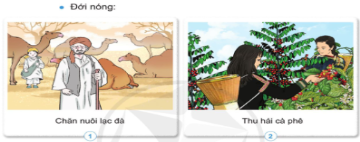 • Đới nóng:
Chăn nuôi lạc đà
Thu hái cà phê
1
2